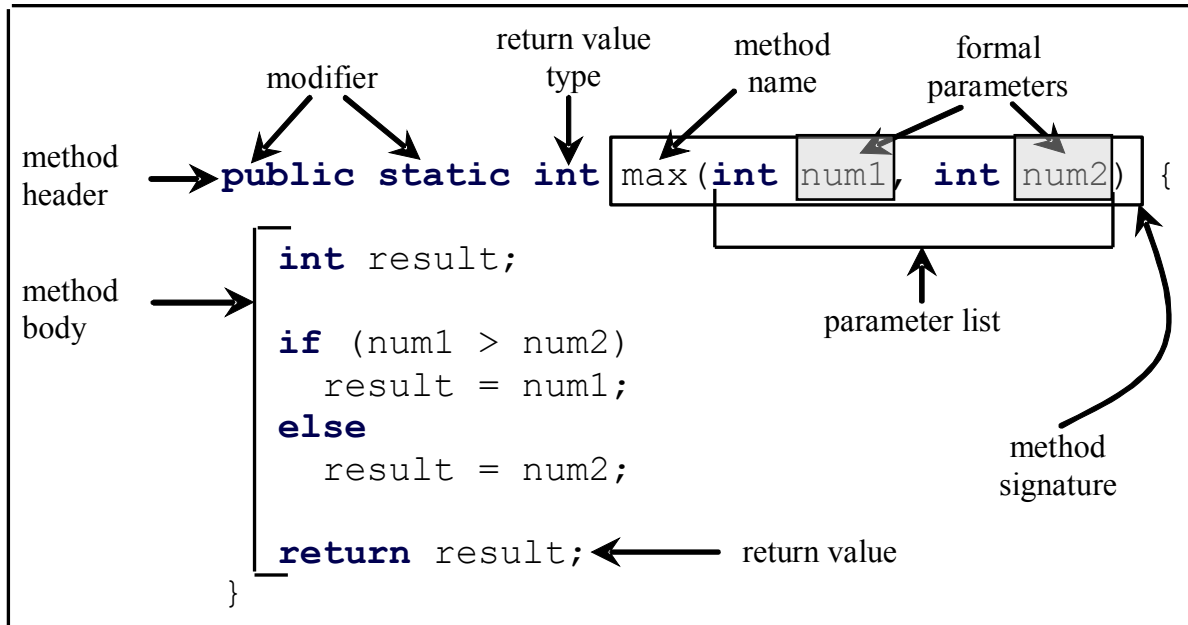 return value
type
method
name
formal
parameters
modifier
method
header
public static int max(int num1, int num2) {
int result;
method
body
parameter list
if (num1 > num2)
result = num1;
else
result = num2;
method
signature
return result;
return value
}